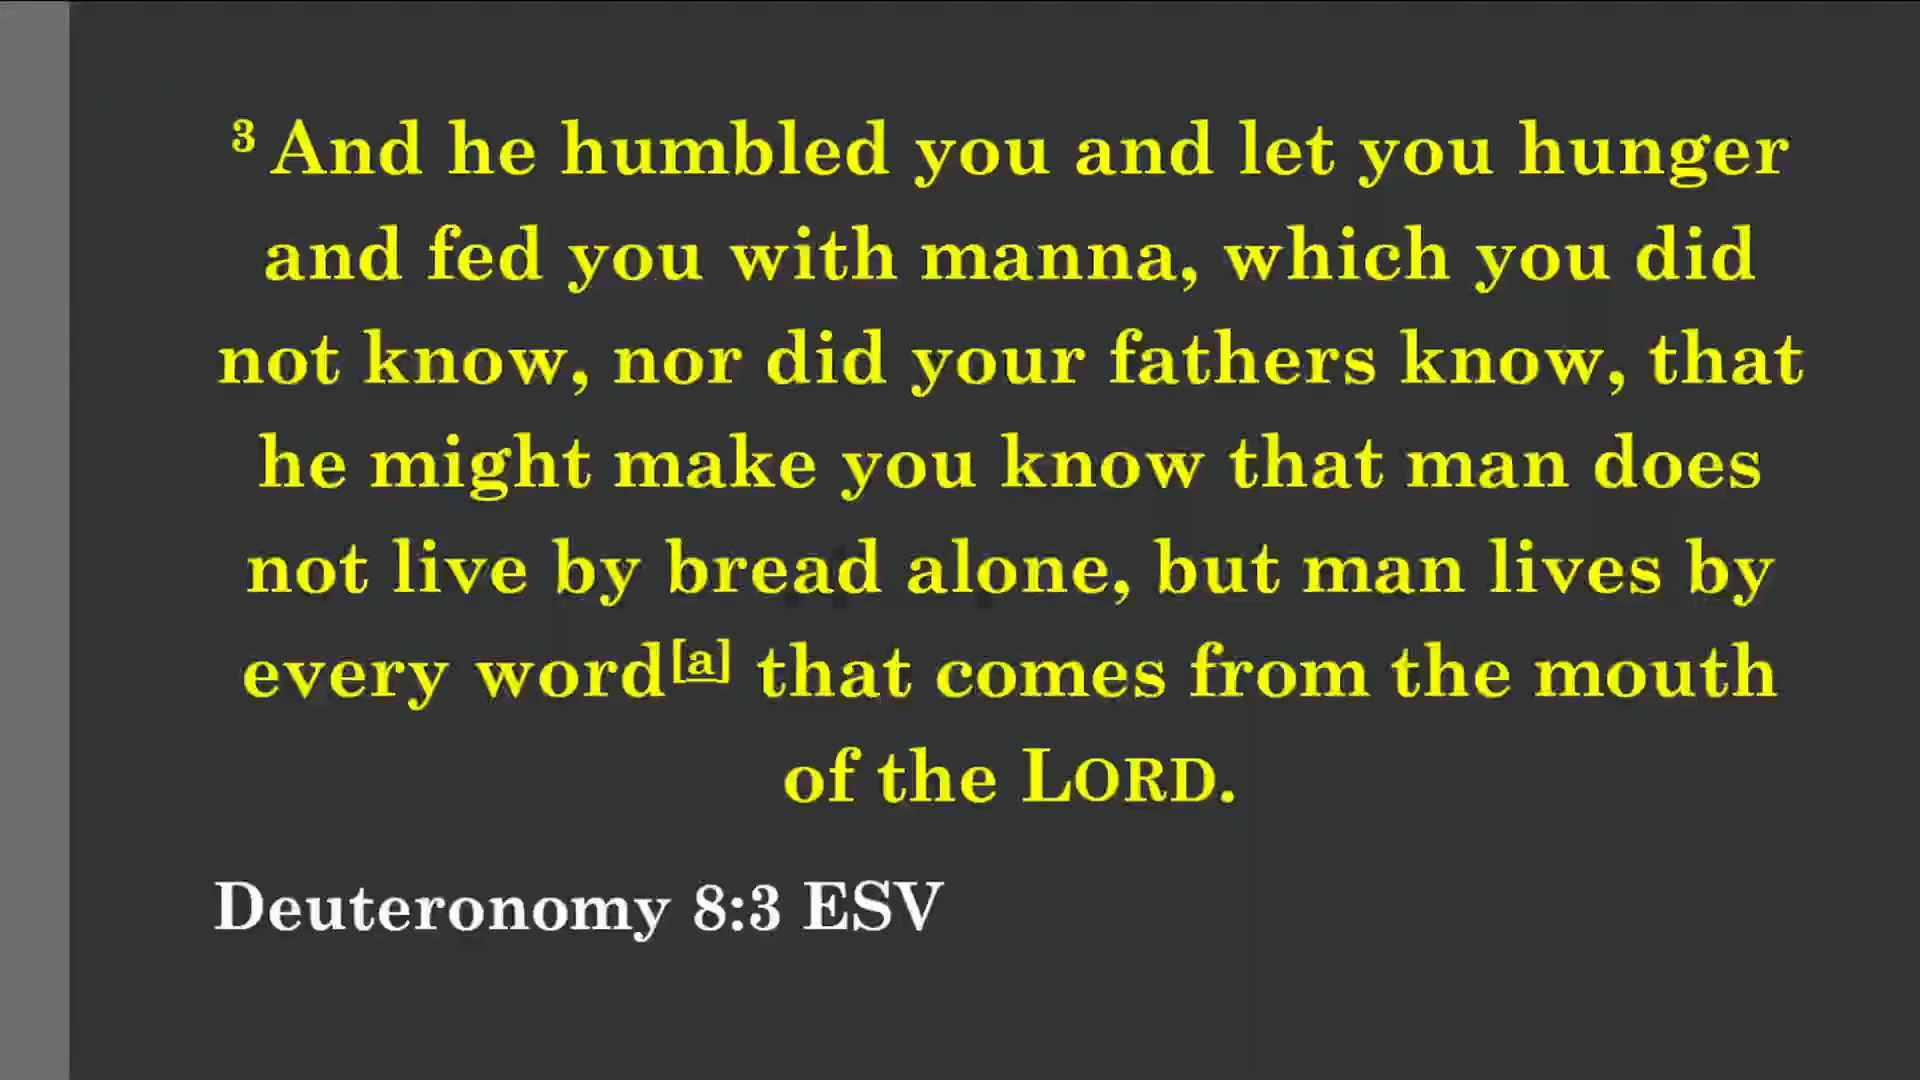 3 And he humbled you and let you hunger
and fed you with manna, which you did
not know, nor did your fathers know, that
he might make you know that man does
not live by bread alone, but man lives by
every word[a] that comes from the mouth
of the LORD.
Deuteronomy 8:3 ESV